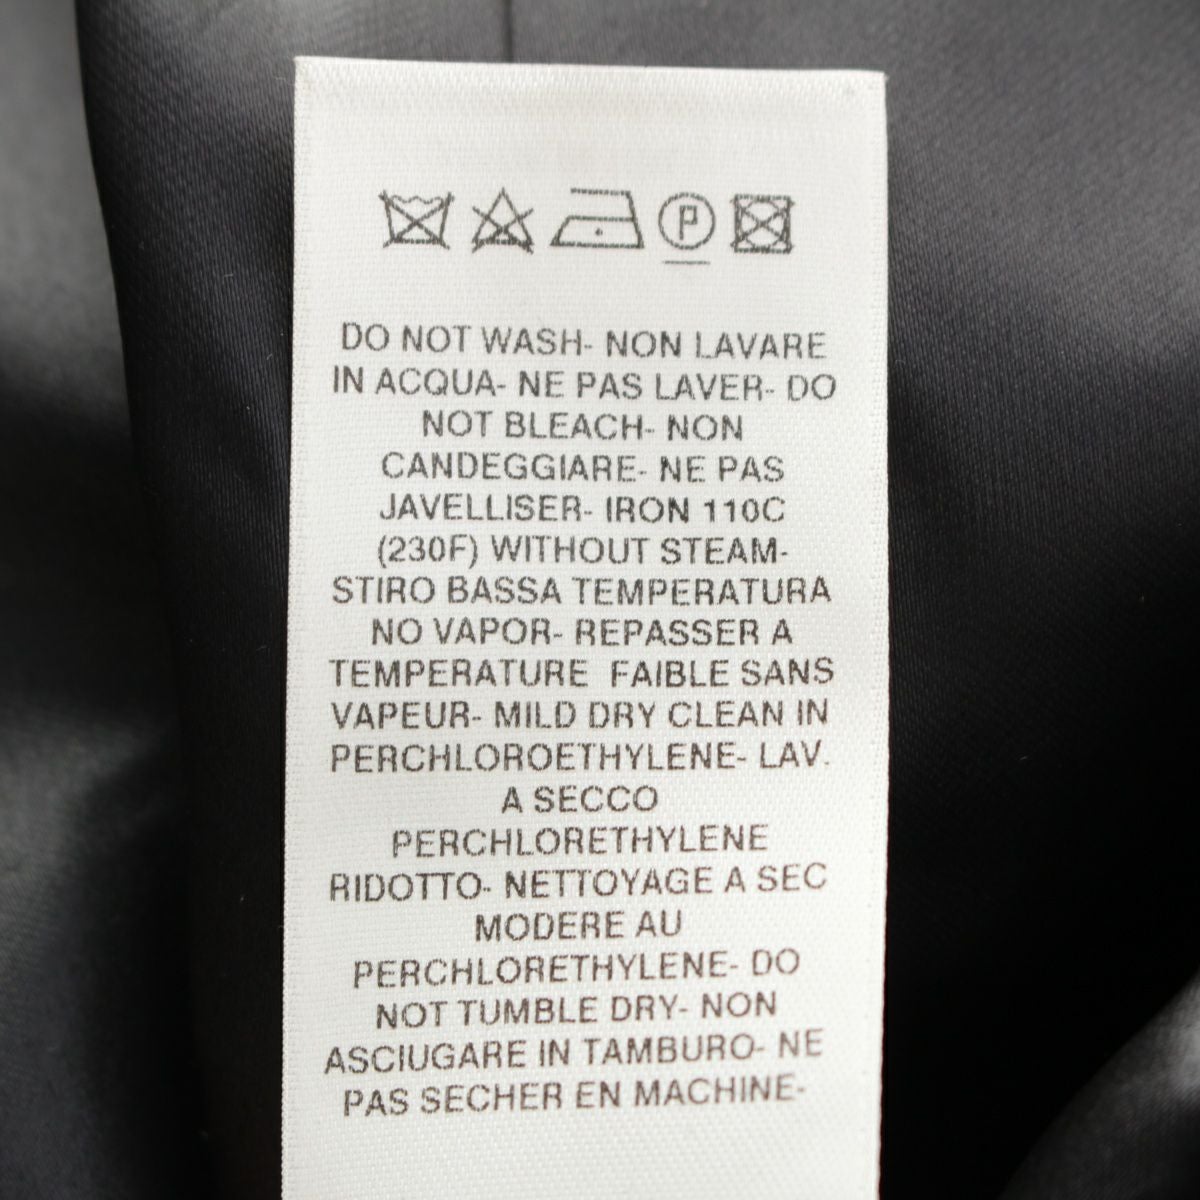 P
DO NOT WASH- NON LAVARE
IN ACQUA- NE PAS LAVER- DO
NOT BLEACH- NON
CANDEGGIARE- NE PAS
JAVELLISER- IRON 110C
(230F) WITHOUT STEAM-
STIRO BASSA TEMPERATURA
NO VAPOR- REPASSER A
TEMPERATURE FAIBLE SANS
VAPEUR- MILD DRY CLEAN IN
PERCHLOROETHYLENE- LAV.
A SECCO
PERCHLORETHYLENE
RIDOTTO- NETTOYAGE A SEC
MODERE AU
PERCHLORETHYLENE- DO
NOT TUMBLE DRY- NON
ASCIUGARE IN TAMBURO- NE
PAS SECHER EN MACHINE-